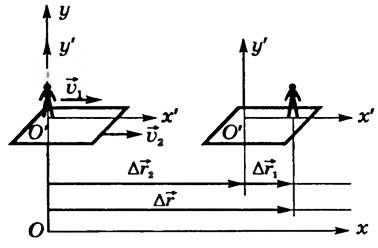 y
y′ y′
v⃗₁
O′ x′ O′ x′
v⃗₂
Δr⃗₂ Δr⃗₁
Δr⃗
O x